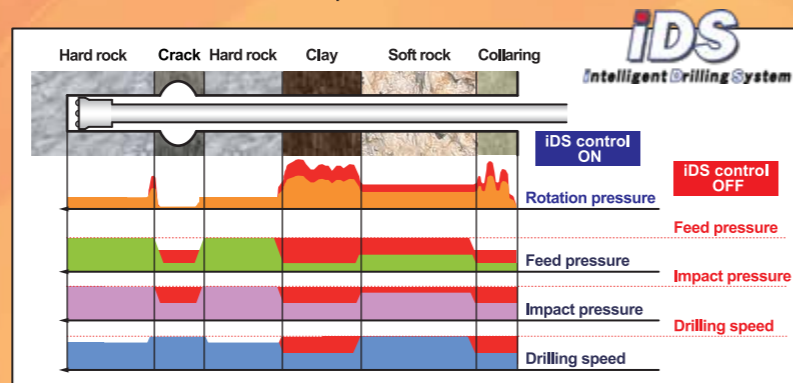 iDS
Intelligent Drilling System
Hard rock Crack Hard rock Clay Soft rock Collaring
iDS control
ON
iDS control
OFF
Rotation pressure
Feed pressure
Feed pressure
Impact pressure
Impact pressure
Drilling speed
Drilling speed